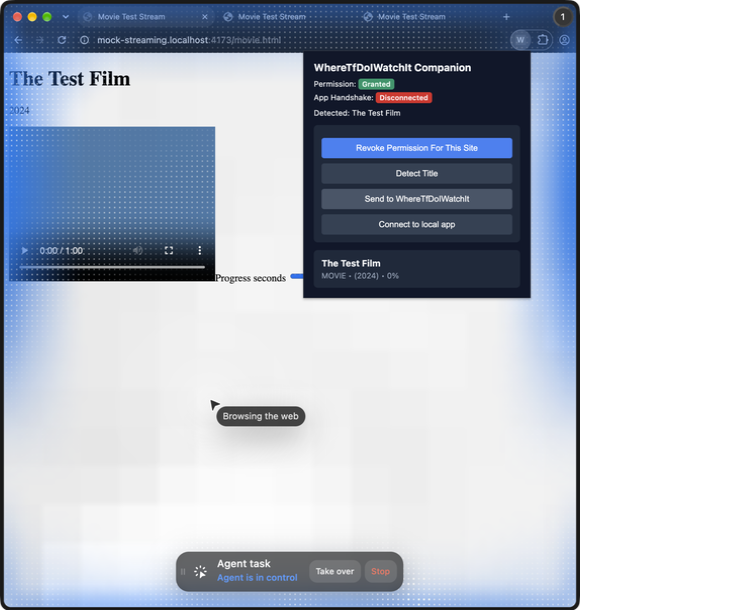 Movie Test Stream
Movie Test Stream
Movie Test Stream
1
mock-streaming.localhost:4173/movie.html
W
The Test Film
2024
0:00 / 1:00
Progress seconds
WhereTfDoIWatchIt Companion
Permission: Granted
App Handshake: Disconnected
Detected: The Test Film
Revoke Permission For This Site
Detect Title
Send to WhereTfDoIWatchIt
Connect to local app
The Test Film
MOVIE • (2024) • 0%
Browsing the web
Agent task
Agent is in control
Take over
Stop